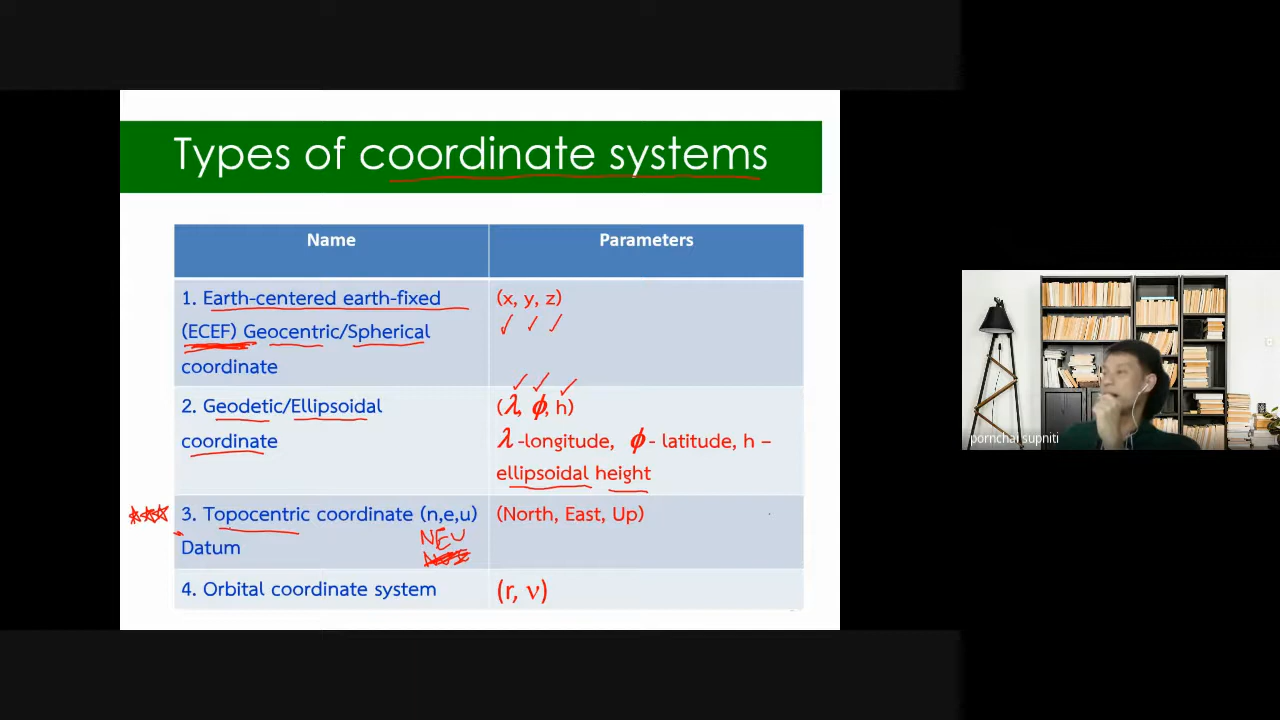 Types of coordinate systems
Name
Parameters
1. Earth-centered earth-fixed
(ECEF) Geocentric/Spherical
coordinate
(x, y, z)
2. Geodetic/Ellipsoidal
coordinate
(λ, ϕ, h)
λ -longitude, ϕ - latitude, h –
ellipsoidal height
3. Topocentric coordinate (n,e,u)
Datum
NEU
(North, East, Up)
4. Orbital coordinate system
(r, ν)
pornchai supniti